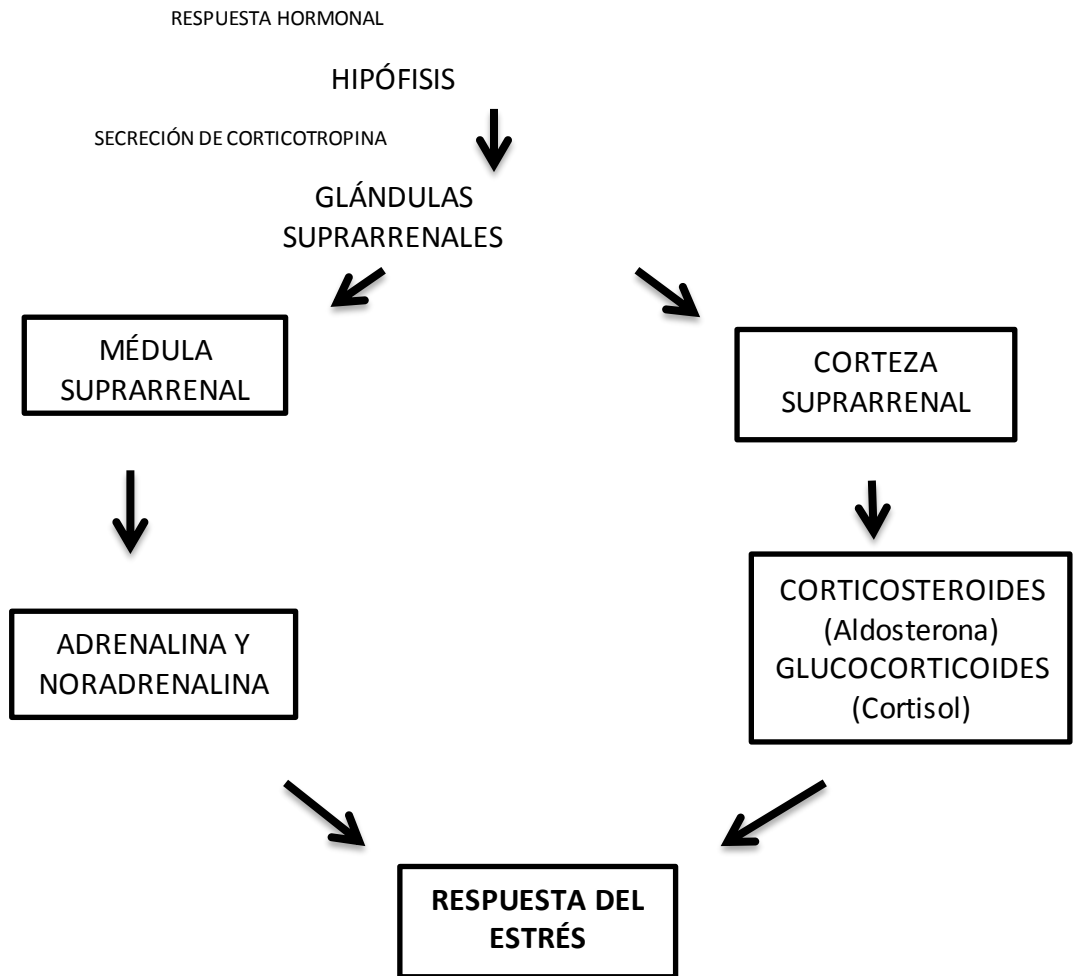 RESPUESTA HORMONAL
HIPÓFISIS
SECRECIÓN DE CORTICOTROPINA
GLÁNDULAS
SUPRARRENALES
MÉDULA
SUPRARRENAL
CORTEZA
SUPRARRENAL
ADRENALINA Y
NORADRENALINA
CORTICOSTEROIDES
(Aldosterona)
GLUCOCORTICOIDES
(Cortisol)
RESPUESTA DEL
ESTRÉS